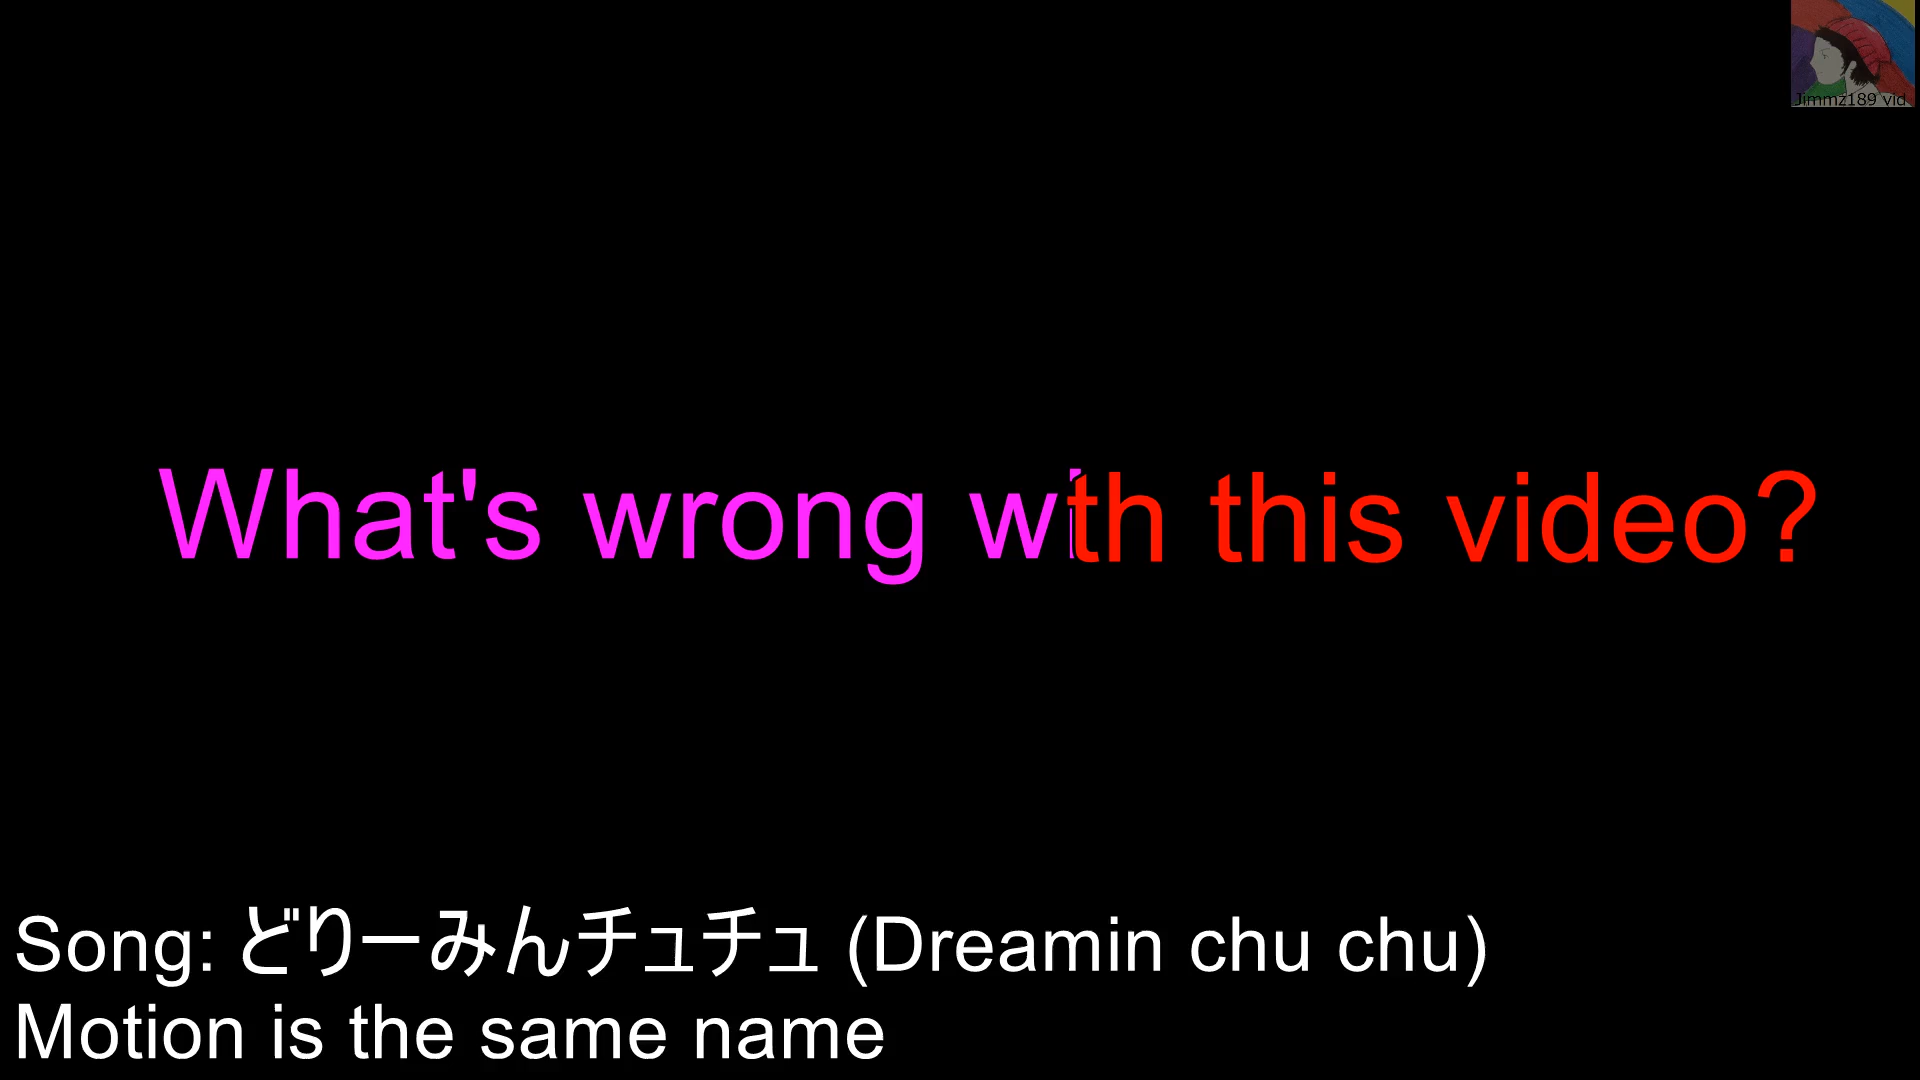 Jimmz189 vid
What's wrong with this video?
Song: どりーみんチュチュ (Dreamin chu chu)
Motion is the same name